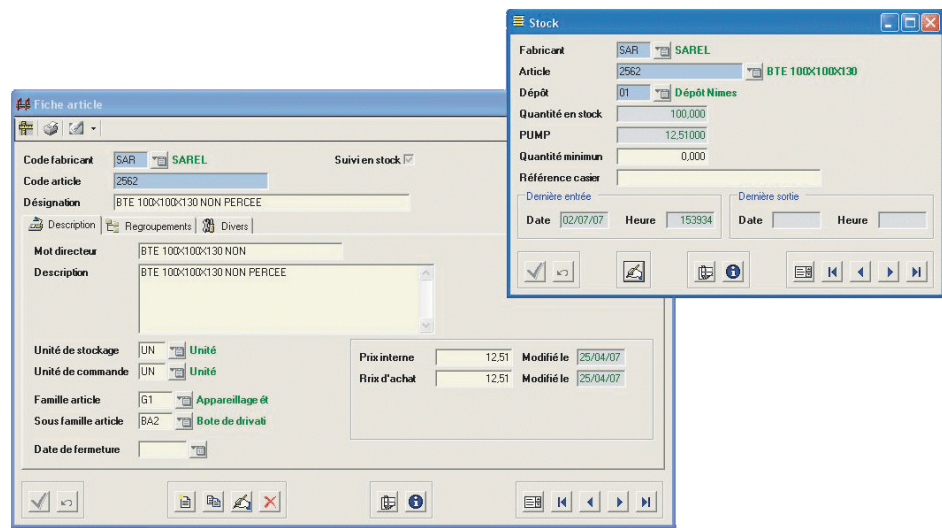 Stock
Fabricant SAR SAREL
Article 2562 BTE 100X100X130
Dépôt 01 Dépôt Nimes
Quantité en stock 100,000
PUMP 12,51000
Quantité minimun 0,000
Référence casier
Dernière entrée Dernière sortie
Date 02/07/07 Heure 153934 Date Heure
Fiche article
Code fabricant SAR SAREL Suivi en stock
Code article 2562
Désignation BTE 100X100X130 NON PERCEE
Description Regroupements Divers
Mot directeur BTE 100X100X130 NON
Description BTE 100X100X130 NON PERCEE
Unité de stockage UN Unité
Unité de commande UN Unité
Prix interne 12,51 Modifié le 25/04/07
Rrix d'achat 12,51 Modifié le 25/04/07
Famille article G1 Appareillage ét
Sous famille article BA2 Bote de drivati
Date de fermeture